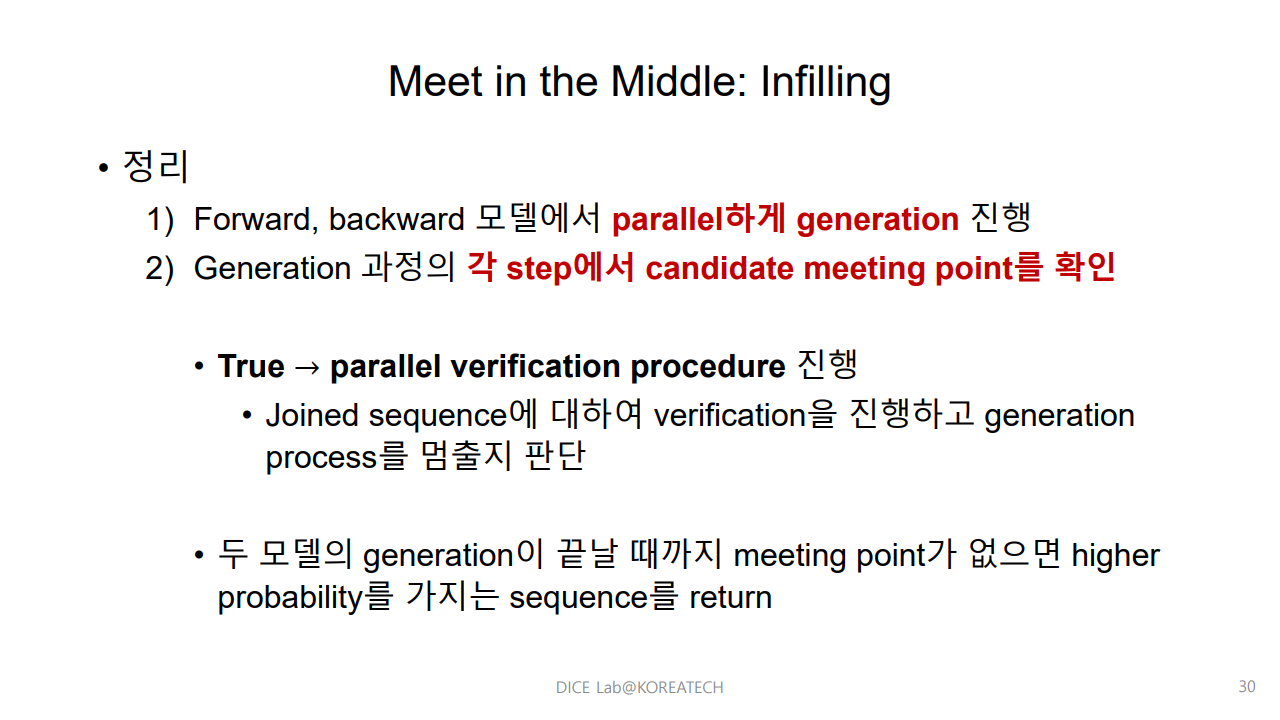 Meet in the Middle: Infilling
• 정리
1) Forward, backward 모델에서 parallel하게 generation 진행
2) Generation 과정의 각 step에서 candidate meeting point를 확인
• True → parallel verification procedure 진행
• Joined sequence에 대하여 verification을 진행하고 generation
process를 멈출지 판단
• 두 모델의 generation이 끝날 때까지 meeting point가 없으면 higher
probability를 가지는 sequence를 return
DICE Lab@KOREATECH
30